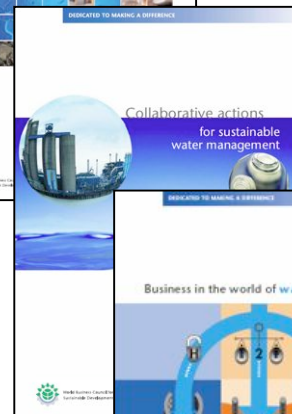 DEDICATED TO MAKING A DIFFERENCE
Collaborative actions
for sustainable
water management
DEDICATED TO MAKING A DIFFERENCE
Business in the world of
H
2
World Business Council for
Sustainable Development